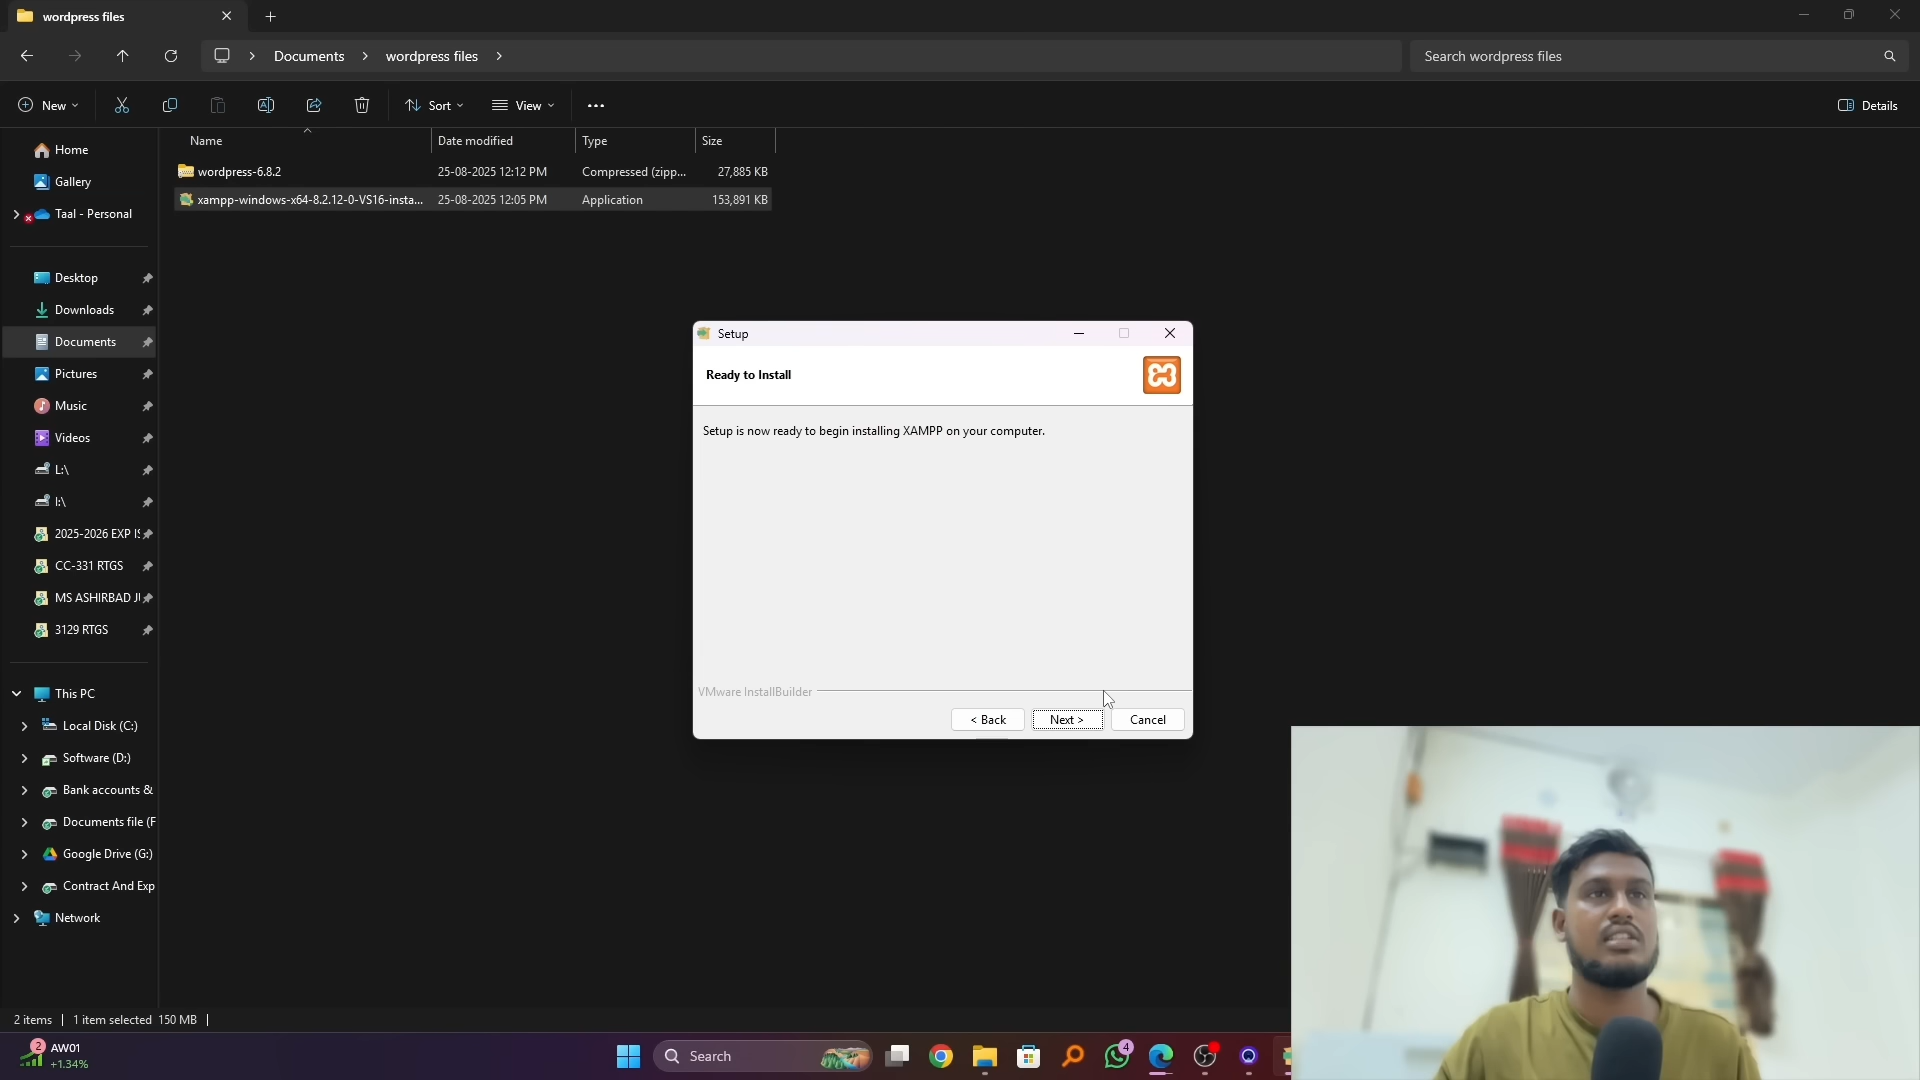 wordpress files
Documents
wordpress files
Search wordpress files
New
Sort
View
Details
Name
Date modified
Type
Size
wordpress-6.8.2
25-08-2025 12:12 PM
Compressed (zipp...
27,885 KB
xampp-windows-x64-8.2.12-0-VS16-insta...
25-08-2025 12:05 PM
Application
153,891 KB
Home
Gallery
Taal - Personal
Desktop
Downloads
Documents
Pictures
Music
Videos
L:\
I:\
2025-2026 EXP IS
CC-331 RTGS
MS ASHIRBAD JU
3129 RTGS
This PC
Local Disk (C:)
Software (D:)
Bank accounts &
Documents file (F
Google Drive (G:)
Contract And Exp
Network
Setup
Ready to Install
Setup is now ready to begin installing XAMPP on your computer.
VMware InstallBuilder
< Back
Next >
Cancel
2 items
1 item selected 150 MB
2
AW01
+1.34%
Search
4